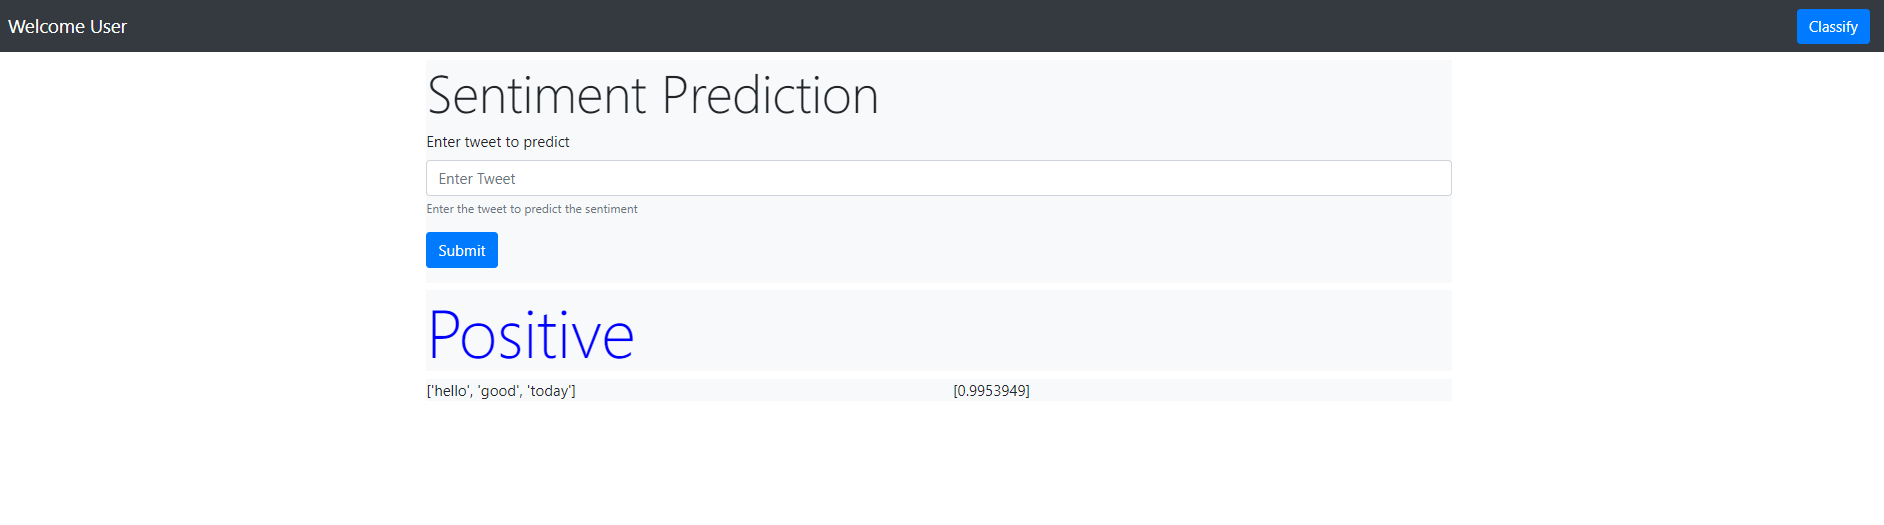 Welcome User
Classify
Sentiment Prediction
Enter tweet to predict
Enter Tweet
Enter the tweet to predict the sentiment
Submit
Positive
['hello', 'good', 'today'] [0.9953949]